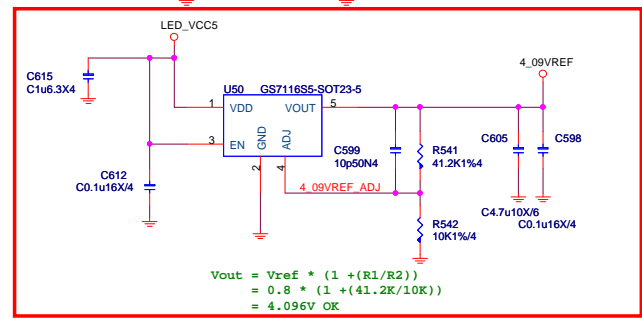 LED_VCC5
4_09VREF
C615
C1u6.3X4
U50 GS7116S5-SOT23-5
1 VDD VOUT 5
3 EN GND ADJ
2 4
C599
10p50N4
R541
41.2K1%4
C605 C598
C612
C0.1u16X/4
4_09VREF_ADJ
C4.7u10X/6
C0.1u16X/4
R542
10K1%/4
Vout = Vref * (1 +(R1/R2))
= 0.8 * (1 +(41.2K/10K))
= 4.096V OK